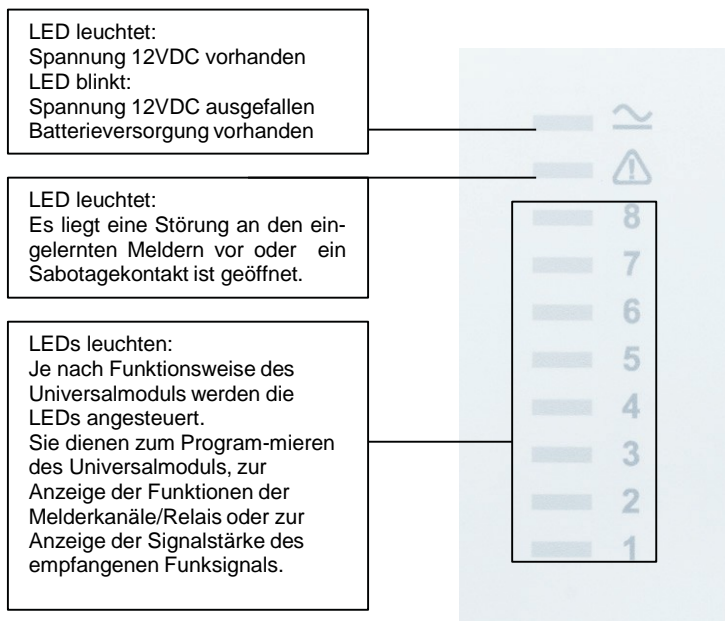 LED leuchtet:
Spannung 12VDC vorhanden
LED blinkt:
Spannung 12VDC ausgefallen
Batterieversorgung vorhanden
LED leuchtet:
Es liegt eine Störung an den ein-
gelernten Meldern vor oder ein
Sabotagekontakt ist geöffnet.
LEDs leuchten:
Je nach Funktionsweise des
Universalmoduls werden die
LEDs angesteuert.
Sie dienen zum Program-mieren
des Universalmoduls, zur
Anzeige der Funktionen der
Melderkanäle/Relais oder zur
Anzeige der Signalstärke des
empfangenen Funksignals.
8
7
6
5
4
3
2
1